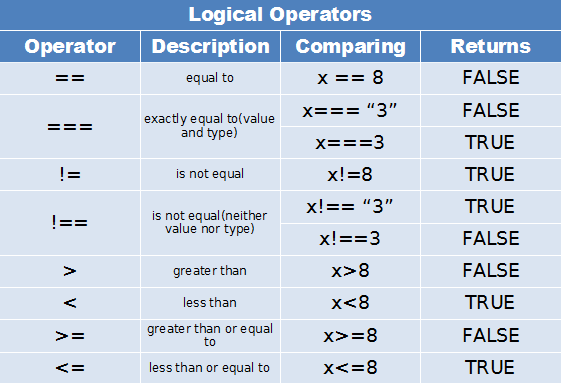 Logical Operators
Operator Description Comparing Returns
== equal to x == 8 FALSE
=== exactly equal to(value and type) x=== “3” FALSE
x===3 TRUE
!= is not equal x!=8 TRUE
!== is not equal(neither value nor type) x!== “3” TRUE
x!==3 FALSE
> greater than x>8 FALSE
< less than x<8 TRUE
>= greater than or equal to x>=8 FALSE
<= less than or equal to x<=8 TRUE